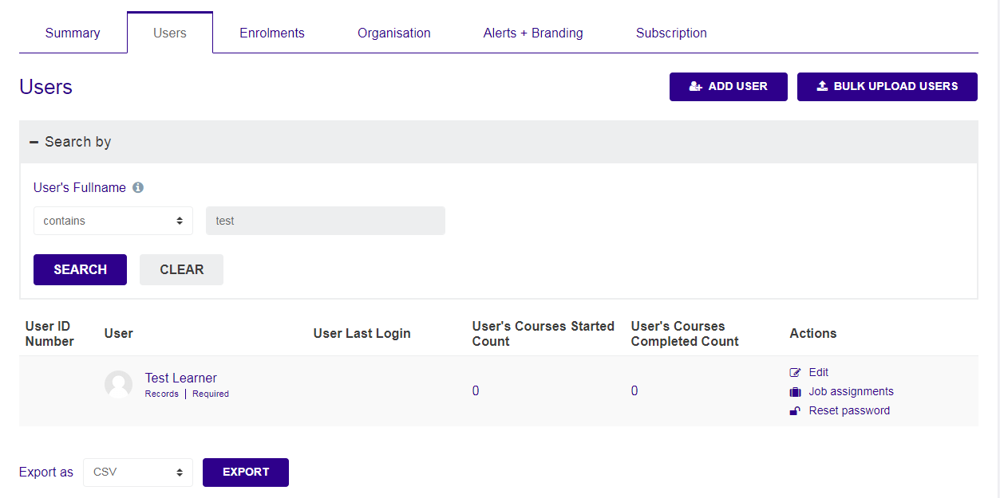 Summary Users Enrolments Organisation Alerts + Branding Subscription
Users
ADD USER BULK UPLOAD USERS
Search by
User's Fullname
contains test
SEARCH CLEAR
User ID Number User User Last Login User's Courses Started Count User's Courses Completed Count Actions
Test Learner
Records | Required
0 0
Edit
Job assignments
Reset password
Export as CSV EXPORT